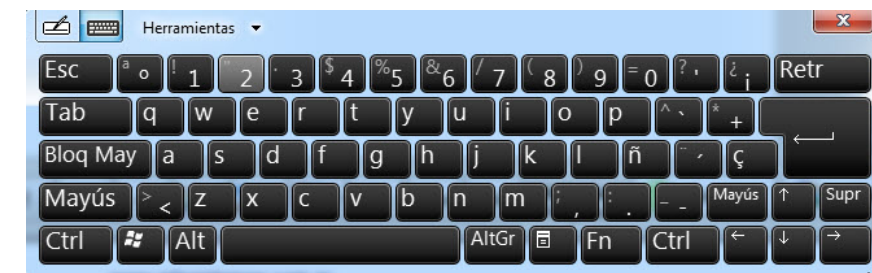 Herramientas
Esc ª º ! 1 " 2 · 3 $ 4 % 5 & 6 / 7 ( 8 ) 9 = 0 ? ' ¿ ¡ Retr
Tab q w e r t y u i o p ^ ` * +
Bloq May a s d f g h j k l ñ ¨ ´ ç
Mayús > < z x c v b n m ; , : . _ - Mayús ↑ Supr
Ctrl Alt AltGr Fn Ctrl ← ↓ →